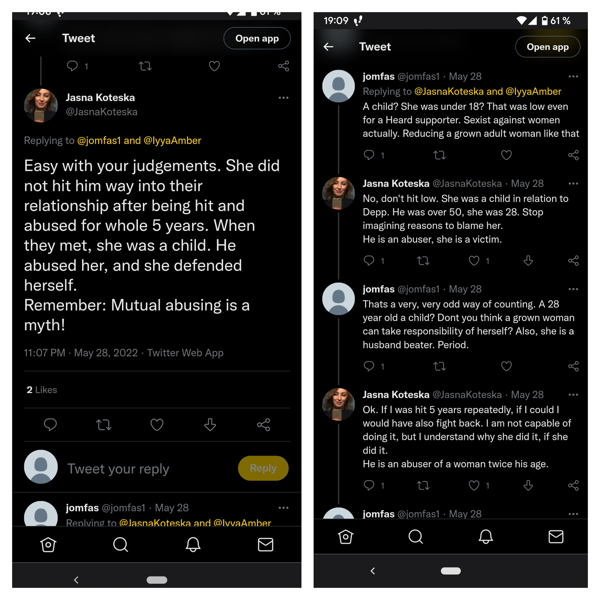 Tweet
Open app
1
Jasna Koteska
@JasnaKoteska
Replying to @jomfas1 and @IyyaAmber
Easy with your judgements. She did
not hit him way into their
relationship after being hit and
abused for whole 5 years. When
they met, she was a child. He
abused her, and she defended
herself.
Remember: Mutual abusing is a
myth!
11:07 PM · May 28, 2022 · Twitter Web App
2 Likes
Tweet your reply
Reply
jomfas @jomfas1 · May 28
Replying to @JasnaKoteska and @IyyaAmber
19:09
61 %
Tweet
Open app
jomfas @jomfas1 · May 28
Replying to @JasnaKoteska and @IyyaAmber
A child? She was under 18? That was low even
for a Heard supporter. Sexist against women
actually. Reducing a grown adult woman like that
1
Jasna Koteska @JasnaKoteska · May 28
No, don't hit low. She was a child in relation to
Depp. He was over 50, she was 28. Stop
imagining reasons to blame her.
He is an abuser, she is a victim.
1 1
jomfas @jomfas1 · May 28
Thats a very, very odd way of counting. A 28
year old a child? Dont you think a grown woman
can take responsibility of herself? Also, she is a
husband beater. Period.
1
Jasna Koteska @JasnaKoteska · May 28
Ok. If I was hit 5 years repeatedly, if I could I
would have also fight back. I am not capable of
doing it, but I understand why she did it, if she
did it.
He is an abuser of a woman twice his age.
1 1
jomfas @jomfas1 · May 28